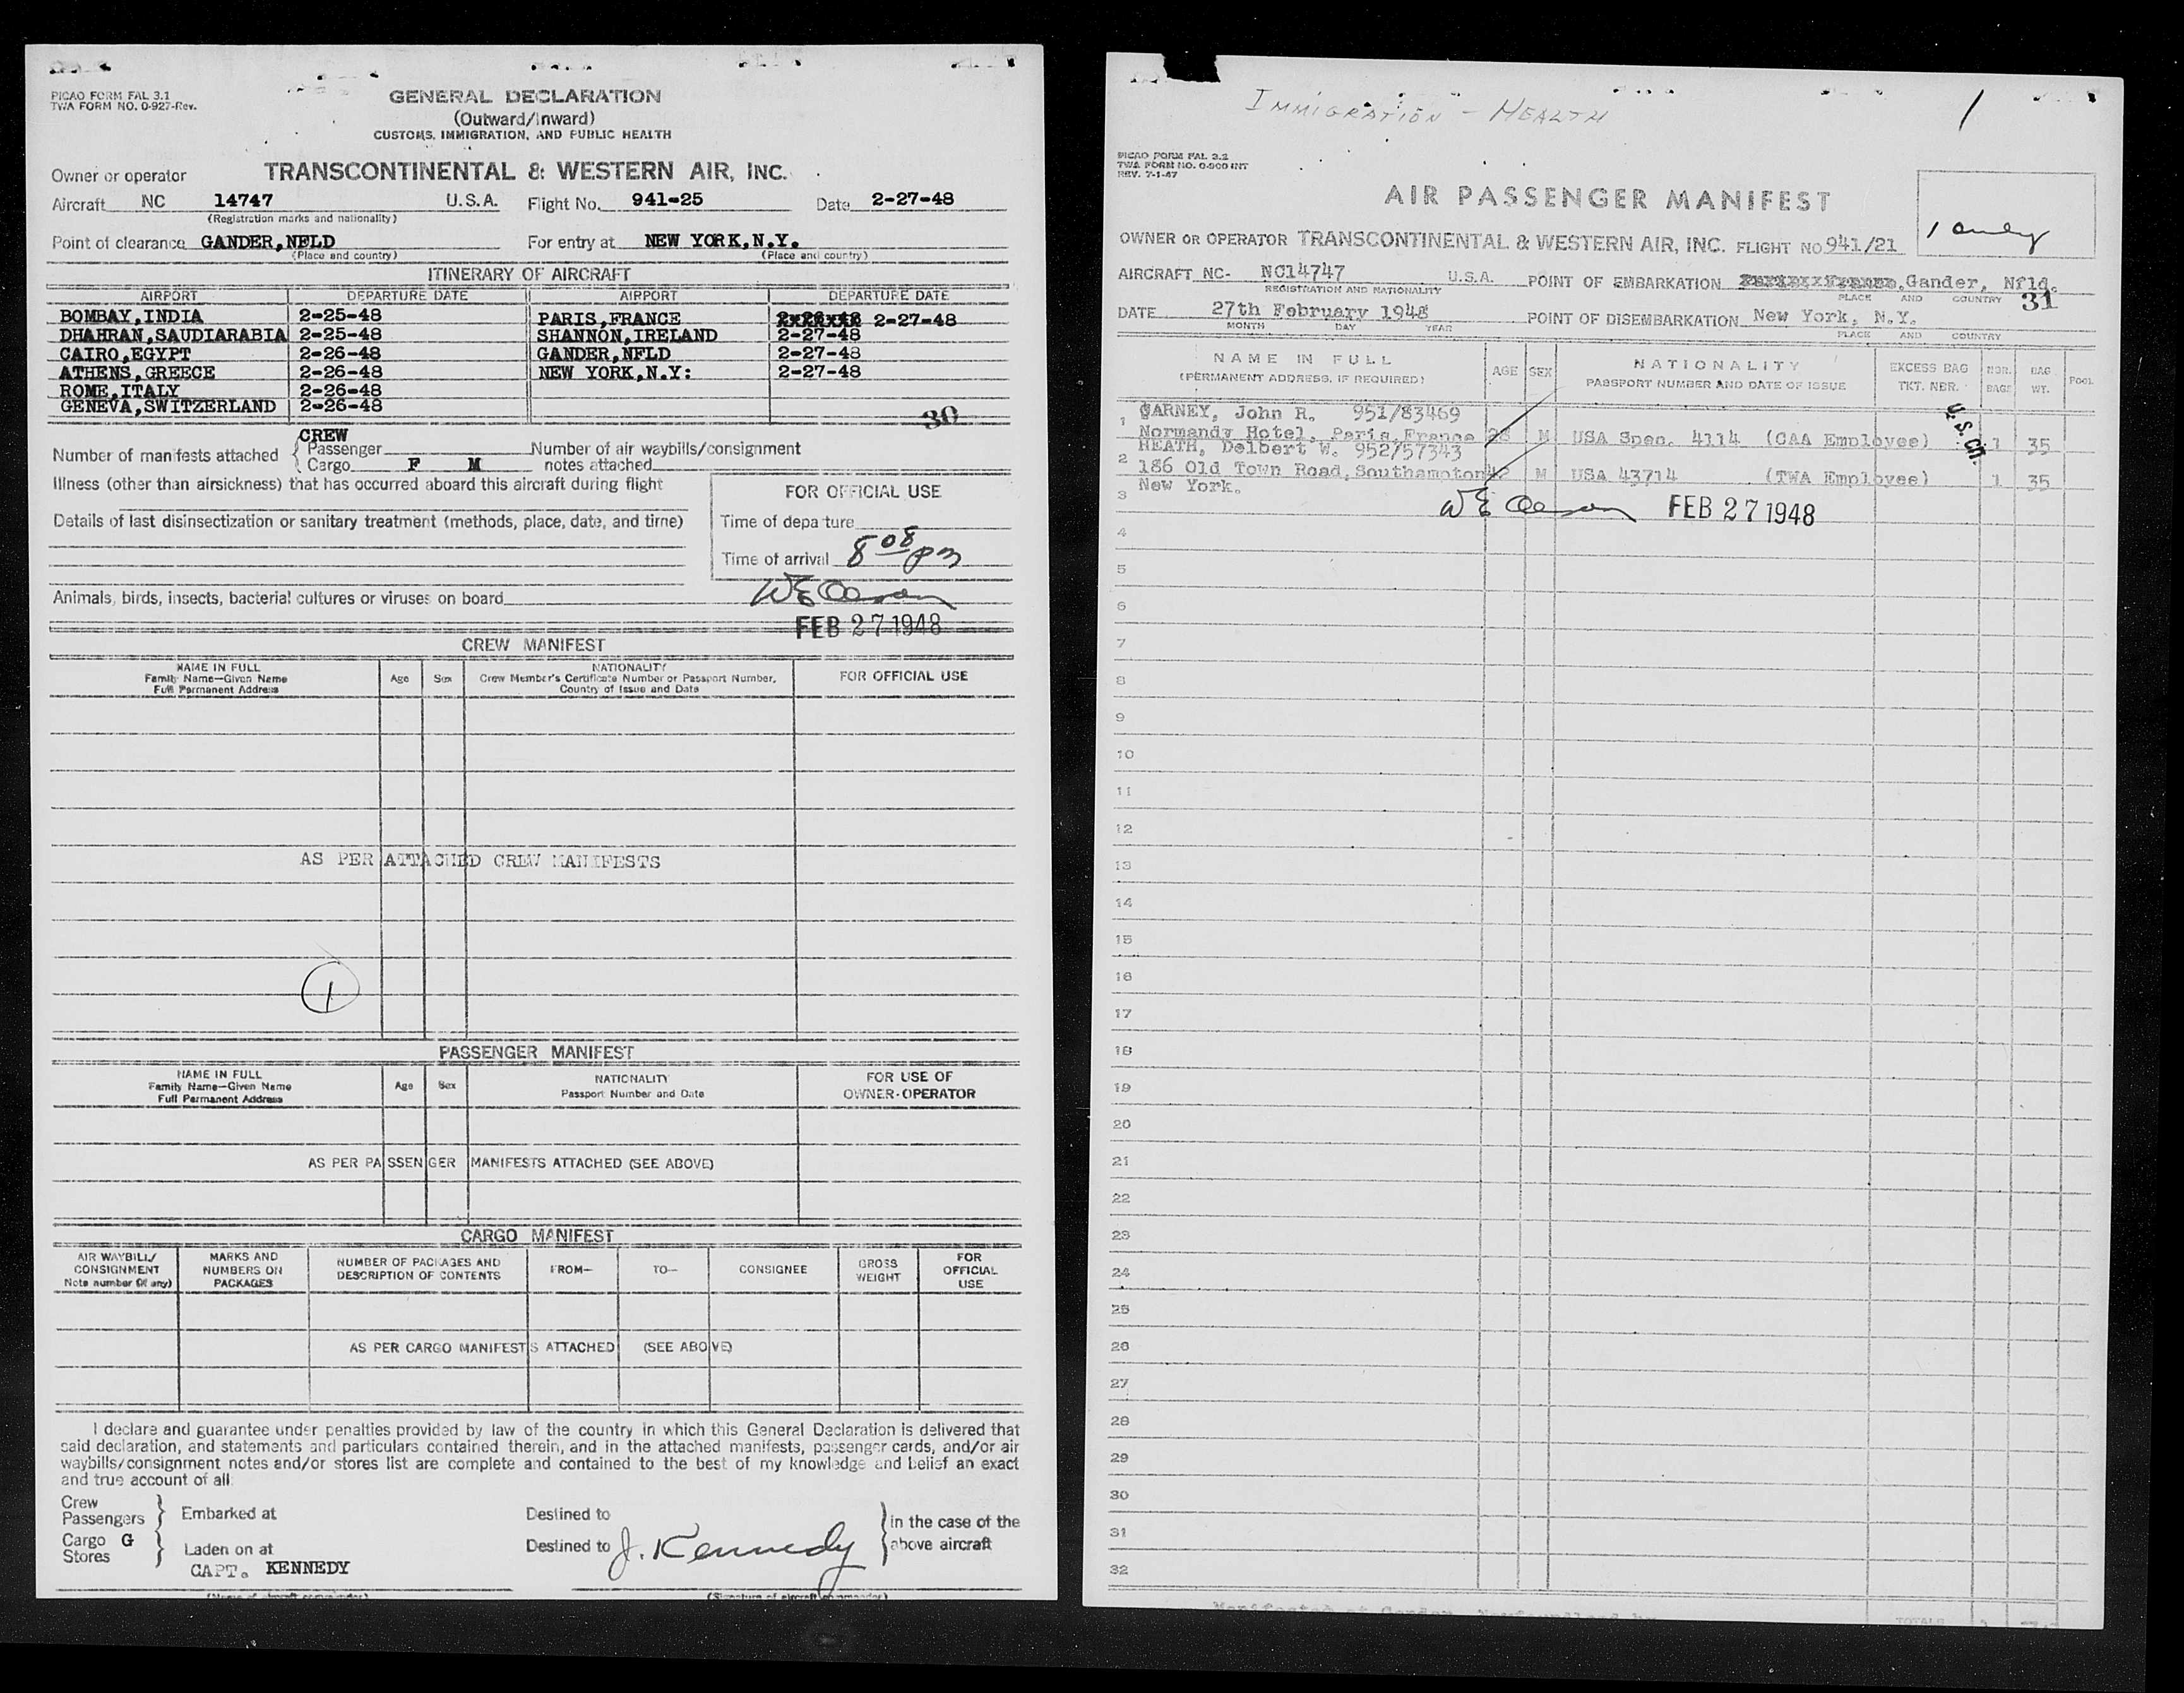 PICAO FORM FAL 3.1
TWA FORM NO. 0-927-Rev.
GENERAL DECLARATION
(Outward/Inward)
CUSTOMS, IMMIGRATION, AND PUBLIC HEALTH
Owner or operator TRANSCONTINENTAL & WESTERN AIR, INC.
Aircraft NC 14747 U.S.A. Flight No. 941-25 Date 2-27-48
(Registration marks and nationality)
Point of clearance GANDER,NFLD For entry at NEW YORK,N.Y.
(Place and country) (Place and country)
ITINERARY OF AIRCRAFT
AIRPORT DEPARTURE DATE AIRPORT DEPARTURE DATE
BOMBAY,INDIA 2-25-48 PARIS,FRANCE 2-27-48
DHAHRAN,SAUDIARABIA 2-25-48 SHANNON,IRELAND 2-27-48
CAIRO,EGYPT 2-26-48 GANDER,NFLD 2-27-48
ATHENS,GREECE 2-26-48 NEW YORK,N.Y: 2-27-48
ROME,ITALY 2-26-48
GENEVA,SWITZERLAND 2-26-48
30
CREW
Number of manifests attached { Passenger Number of air waybills/consignment
Cargo F M notes attached
Illness (other than airsickness) that has occurred aboard this aircraft during flight
FOR OFFICIAL USE
Details of last disinsectization or sanitary treatment (methods, place, date, and time)
Time of departure
Time of arrival 8 08 pm
Animals, birds, insects, bacterial cultures or viruses on board
FEB 27 1948
CREW MANIFEST
NAME IN FULL
Family Name—Given Name
Full Permanent Address
Age Sex
NATIONALITY
Crew Member's Certificate Number or Passport Number,
Country of Issue and Date
FOR OFFICIAL USE
AS PER ATTACHED CREW MANIFESTS
1
PASSENGER MANIFEST
NAME IN FULL
Family Name—Given Name
Full Permanent Address
Age Sex
NATIONALITY
Passport Number and Date
FOR USE OF
OWNER-OPERATOR
AS PER PASSENGER MANIFESTS ATTACHED (SEE ABOVE)
CARGO MANIFEST
AIR WAYBILL/
CONSIGNMENT
Note number (if any)
MARKS AND
NUMBERS ON
PACKAGES
NUMBER OF PACKAGES AND
DESCRIPTION OF CONTENTS
FROM— TO— CONSIGNEE
GROSS
WEIGHT
FOR
OFFICIAL
USE
AS PER CARGO MANIFESTS ATTACHED (SEE ABOVE)
I declare and guarantee under penalties provided by law of the country in which this General Declaration is delivered that
said declaration, and statements and particulars contained therein, and in the attached manifests, passenger cards, and/or air
waybills/consignment notes and/or stores list are complete and contained to the best of my knowledge and belief an exact
and true account of all:
Crew
Passengers } Embarked at Destined to
Cargo G
Stores } Laden on at Destined to
in the case of the
above aircraft
J. Kennedy
CAPT. KENNEDY
(Name of aircraft commander) (Signature of aircraft commander)
IMMIGRATION - HEALTH
1
PICAO FORM FAL 3.2
TWA FORM NO. 0-900 INT
REV. 7-1-47
AIR PASSENGER MANIFEST
OWNER OR OPERATOR TRANSCONTINENTAL & WESTERN AIR, INC. FLIGHT NO 941/21
AIRCRAFT NC- NC14747 U.S.A. POINT OF EMBARKATION Gander, Nfld.
REGISTRATION AND NATIONALITY PLACE AND COUNTRY
31
DATE 27th February 1948 POINT OF DISEMBARKATION New York, N.Y.
MONTH DAY YEAR PLACE AND COUNTRY
NAME IN FULL
(PERMANENT ADDRESS, IF REQUIRED)
AGE SEX
NATIONALITY
PASSPORT NUMBER AND DATE OF ISSUE
EXCESS BAG
TKT. NBR.
NBR.
BAGS
BAG
WT.
POOL
1 CARNEY, John R. 951/83469
Normandy Hotel, Paris,France M USA Spec. 4114 (CAA Employee) 1 35
U.S. CIT.
HEATH, Delbert W. 952/57343
2 186 Old Town Road,Southampton M USA 43714 (TWA Employee) 1 35
3 New York.
FEB 27 1948
4
5
6
7
8
9
10
11
12
13
14
15
16
17
18
19
20
21
22
23
24
25
26
27
28
29
30
31
32
TOTALS